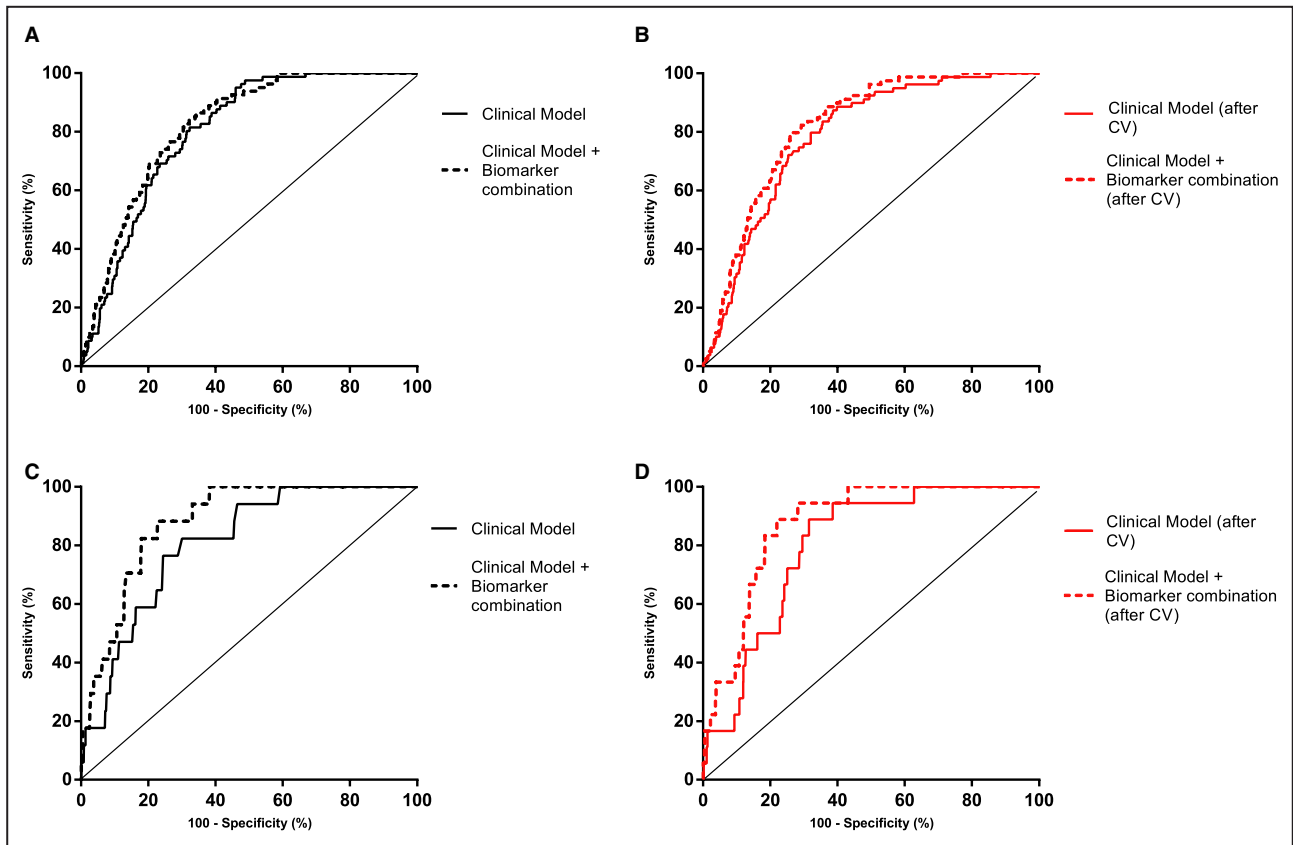 A
100
80
60
40
20
0
Sensitivity (%)
0 20 40 60 80 100
100 - Specificity (%)
Clinical Model
Clinical Model +
Biomarker
combination
B
100
80
60
40
20
0
Sensitivity (%)
0 20 40 60 80 100
100 - Specificity (%)
Clinical Model (after
CV)
Clinical Model +
Biomarker combination
(after CV)
C
100
80
60
40
20
0
Sensitivity (%)
0 20 40 60 80 100
100 - Specificity (%)
Clinical Model
Clinical Model +
Biomarker
combination
D
100
80
60
40
20
0
Sensitivity (%)
0 20 40 60 80 100
100 - Specificity (%)
Clinical Model (after
CV)
Clinical Model +
Biomarker combination
(after CV)